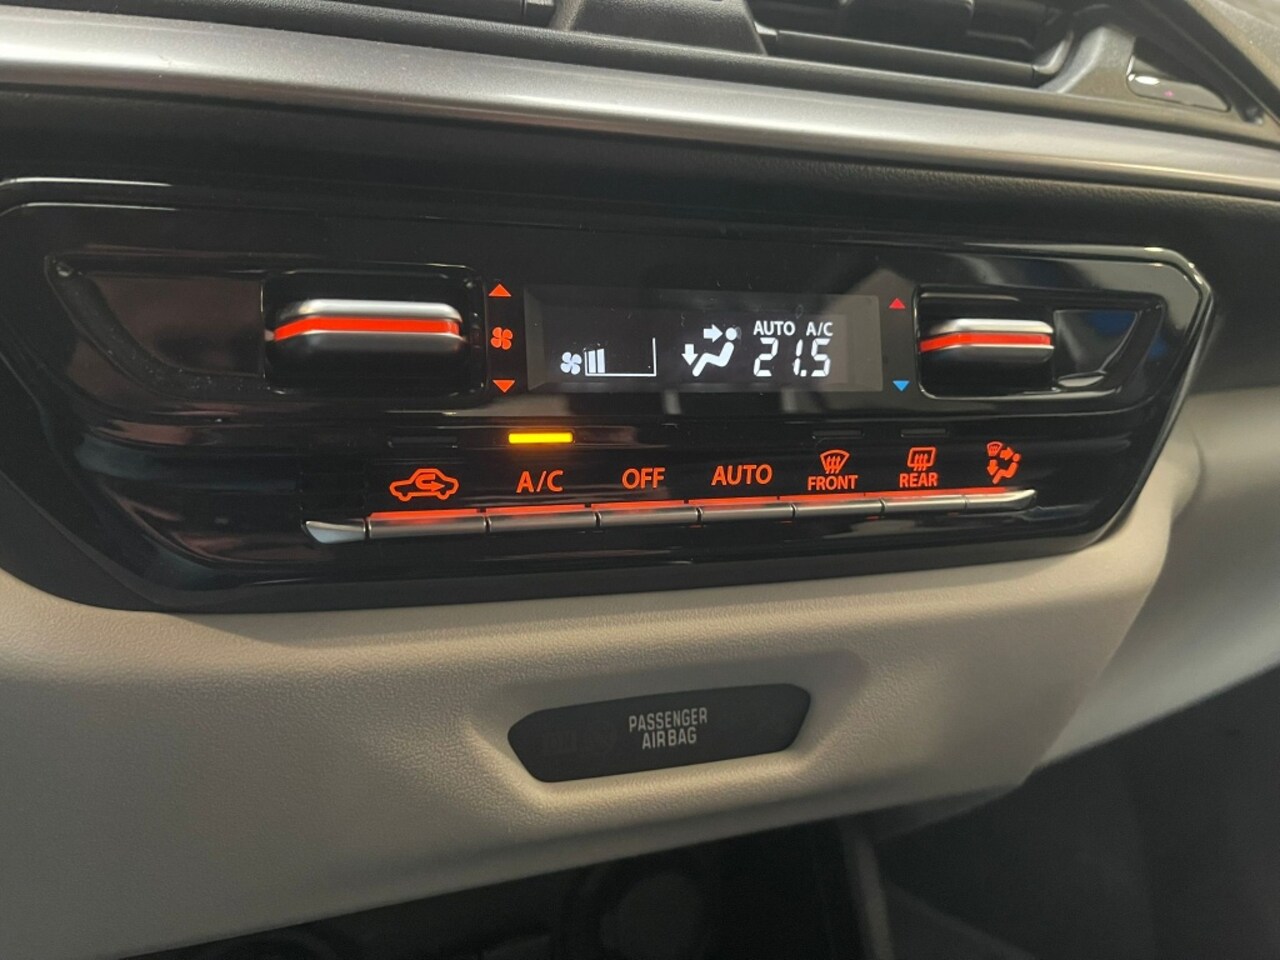 AUTO A/C
21.5
A/C OFF AUTO FRONT REAR
PASSENGER
AIRBAG